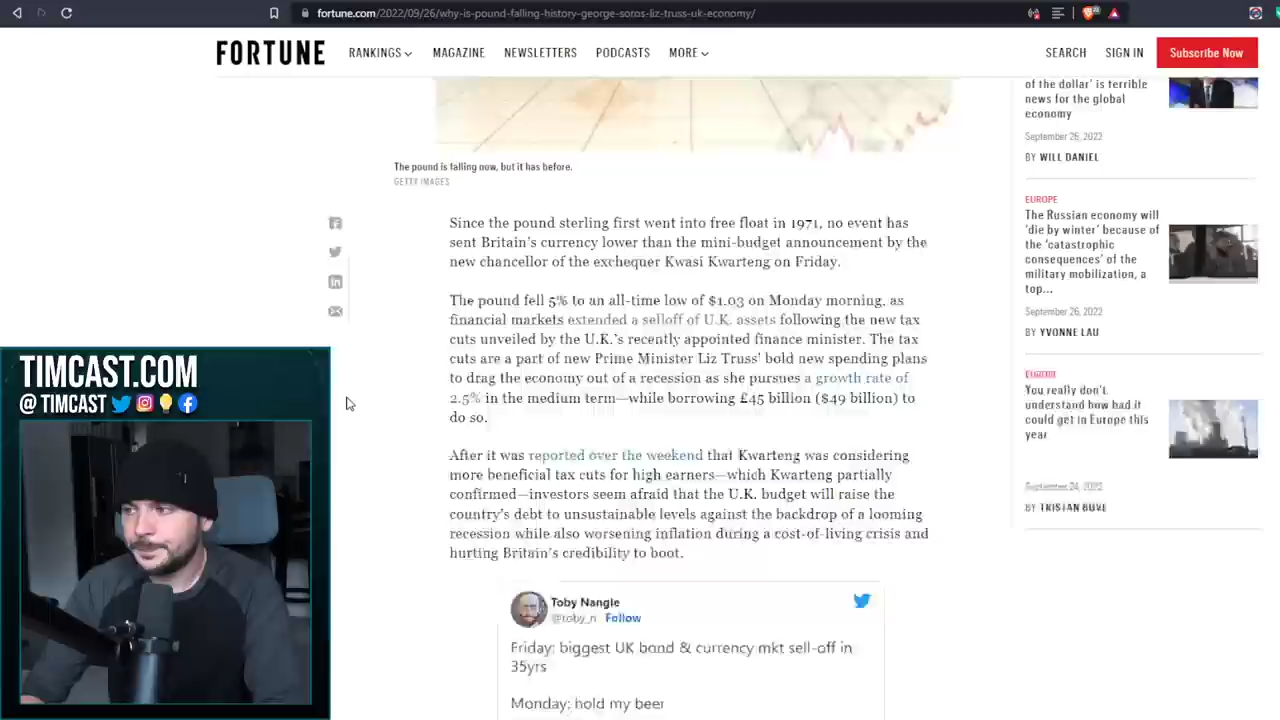 fortune.com/2022/09/26/why-is-pound-falling-history-george-soros-liz-truss-uk-economy/
FORTUNE
RANKINGS
MAGAZINE
NEWSLETTERS
PODCASTS
MORE
SEARCH
SIGN IN
Subscribe Now
The pound is falling now, but it has before.
GETTY IMAGES
Since the pound sterling first went into free float in 1971, no event has
sent Britain's currency lower than the mini-budget announcement by the
new chancellor of the exchequer Kwasi Kwarteng on Friday.
The pound fell 5% to an all-time low of $1.03 on Monday morning, as
financial markets extended a selloff of U.K. assets following the new tax
cuts unveiled by the U.K.'s recently appointed finance minister. The tax
cuts are a part of new Prime Minister Liz Truss' bold new spending plans
to drag the economy out of a recession as she pursues a growth rate of
2.5% in the medium term—while borrowing £45 billion ($49 billion) to
do so.
After it was reported over the weekend that Kwarteng was considering
more beneficial tax cuts for high earners—which Kwarteng partially
confirmed—investors seem afraid that the U.K. budget will raise the
country's debt to unsustainable levels against the backdrop of a looming
recession while also worsening inflation during a cost-of-living crisis and
hurting Britain's credibility to boot.
Toby Nangle
@toby_n Follow
Friday: biggest UK bond & currency mkt sell-off in
35yrs
Monday: hold my beer
of the dollar' is terrible
news for the global
economy
September 26, 2022
BY WILL DANIEL
EUROPE
The Russian economy will
'die by winter' because of
the 'catastrophic
consequences' of the
military mobilization, a
top...
September 26, 2022
BY YVONNE LAU
You really don't
understand how bad it
could get in Europe this
year
September 24, 2022
BY TRISTAN BOVE
TIMCAST.COM
@ TIMCAST